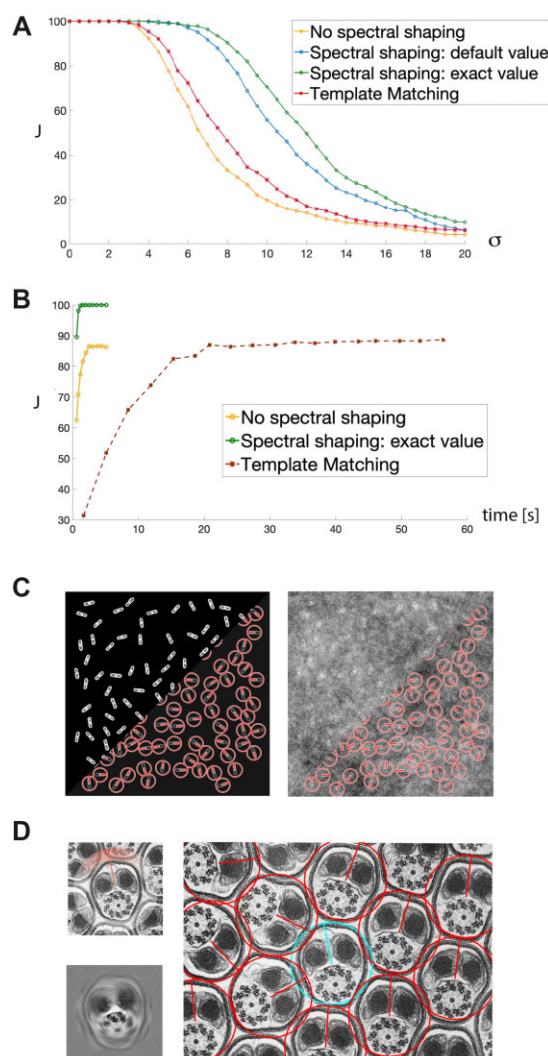 A
No spectral shaping
Spectral shaping: default value
Spectral shaping: exact value
Template Matching
100
80
60
40
20
0
J
0 2 4 6 8 10 12 14 16 18 20
σ
B
100
90
80
70
60
50
40
30
J
No spectral shaping
Spectral shaping: exact value
Template Matching
0 10 20 30 40 50 60
time [s]
C
D